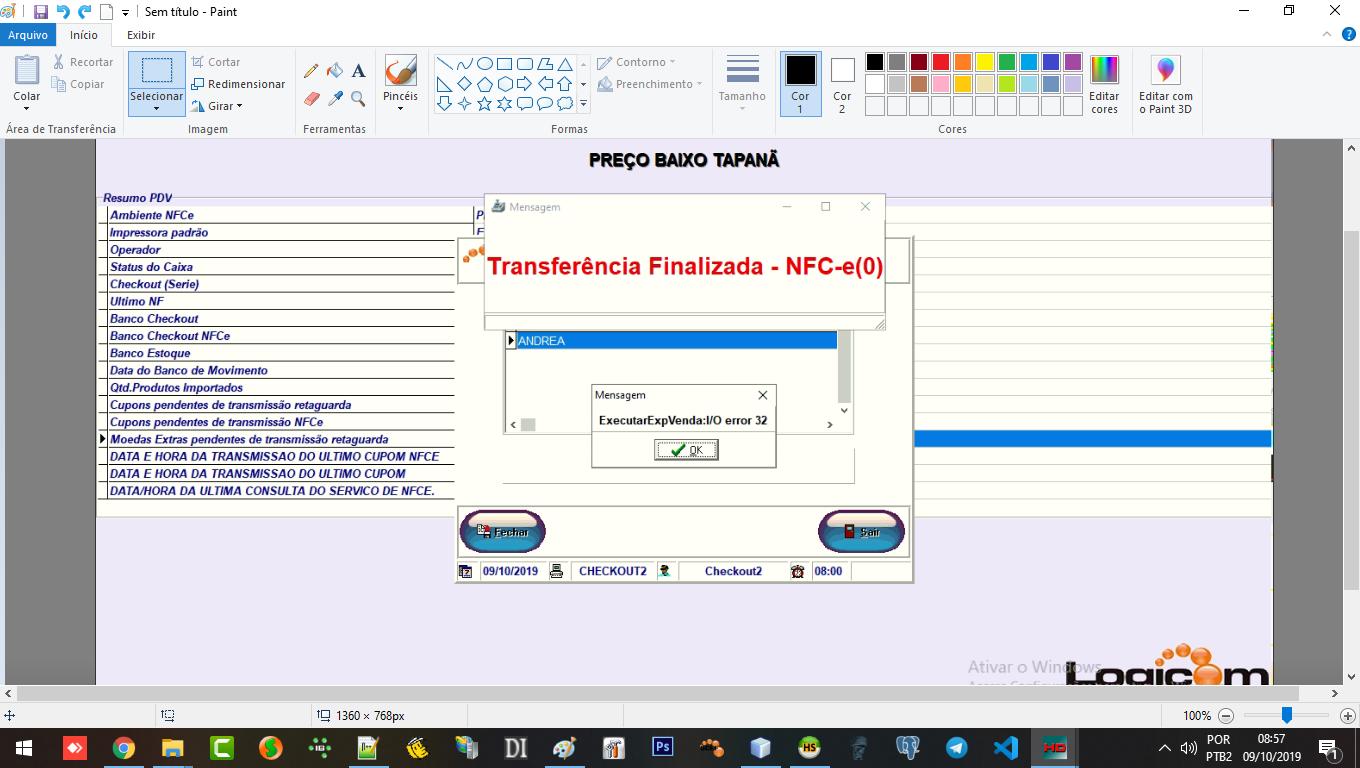 Sem título - Paint
Arquivo
Início
Exibir
Colar
Recortar
Copiar
Área de Transferência
Selecionar
Cortar
Redimensionar
Girar
Imagem
A
Ferramentas
Pincéis
Contorno
Preenchimento
Formas
Tamanho
Cor 1
Cor 2
Editar cores
Editar com o Paint 3D
Cores
PREÇO BAIXO TAPANÃ
Resumo PDV
Ambiente NFCe
Impressora padrão
Operador
Status do Caixa
Checkout (Serie)
Ultimo NF
Banco Checkout
Banco Checkout NFCe
Banco Estoque
Data do Banco de Movimento
Qtd.Produtos Importados
Cupons pendentes de transmissão retaguarda
Cupons pendentes de transmissão NFCe
Moedas Extras pendentes de transmissão retaguarda
DATA E HORA DA TRANSMISSAO DO ULTIMO CUPOM NFCE
DATA E HORA DA TRANSMISSAO DO ULTIMO CUPOM
DATA/HORA DA ULTIMA CONSULTA DO SERVICO DE NFCE.
Mensagem
Transferência Finalizada - NFC-e(0)
ANDREA
Mensagem
ExecutarExpVenda:I/O error 32
OK
Fechar
Sair
09/10/2019
CHECKOUT2
Checkout2
08:00
Ativar o Windows
Logicom
1360 × 768px
100%
DI
Ps
HS
HD
POR
PTB2
08:57
09/10/2019
1